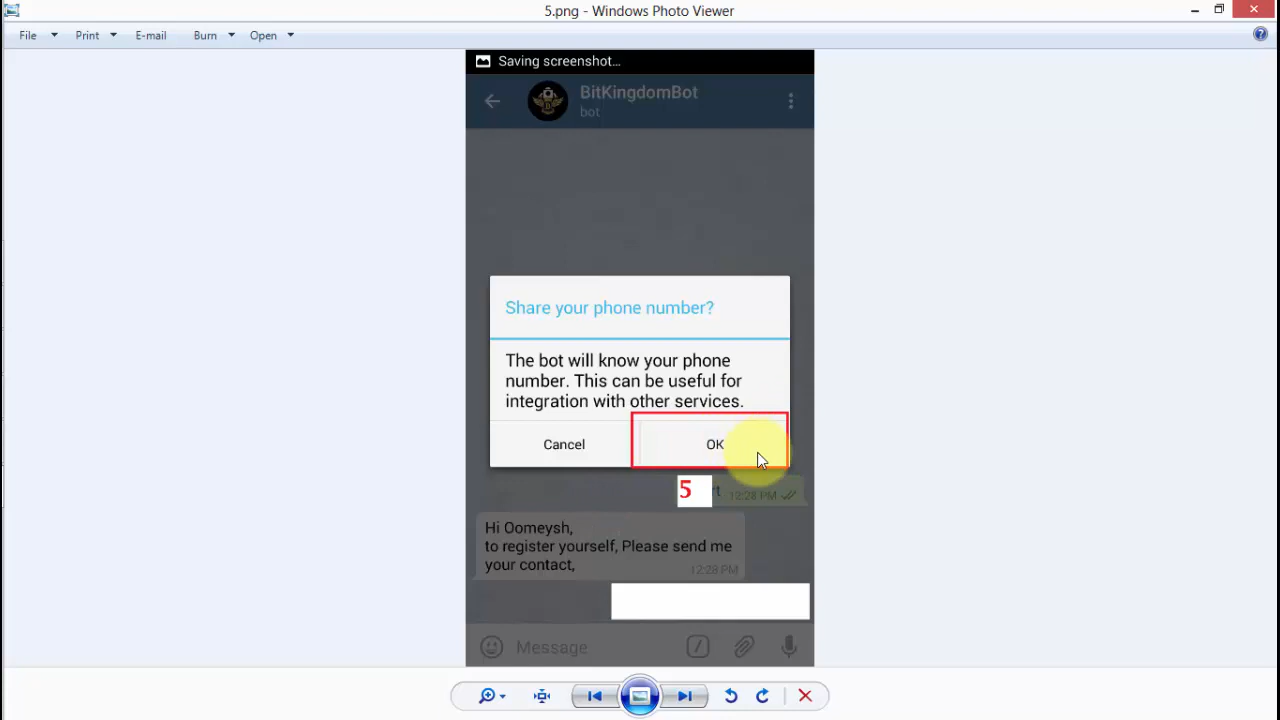 5.png - Windows Photo Viewer
File Print E-mail Burn Open
Saving screenshot...
BitKingdomBot
bot
Share your phone number?
The bot will know your phone
number. This can be useful for
integration with other services.
Cancel OK
5 rt 12:28 PM
Hi Oomeysh,
to register yourself, Please send me
your contact,
12:28 PM
Message